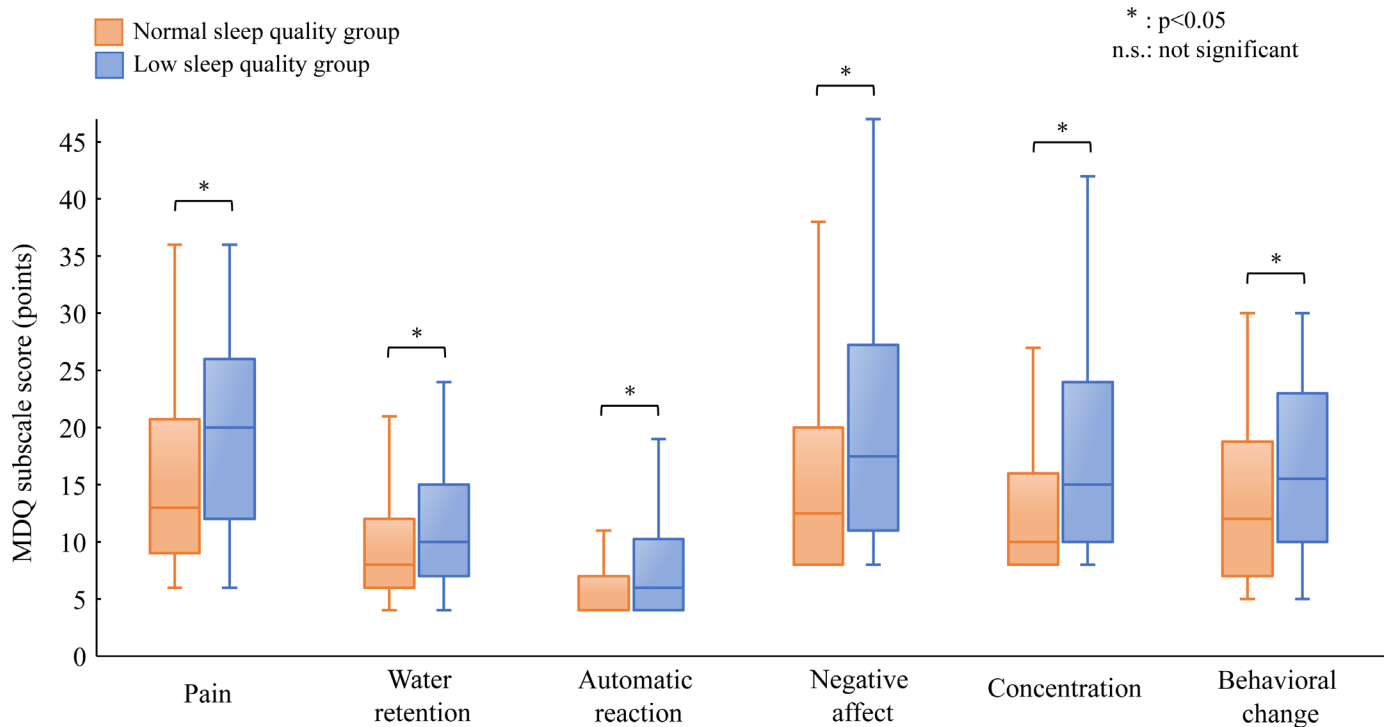 Normal sleep quality group
Low sleep quality group
* : p<0.05
n.s.: not significant
MDQ subscale score (points)
45
40
35
30
25
20
15
10
5
0
*
*
*
*
*
*
Pain
Water
retention
Automatic
reaction
Negative
affect
Concentration
Behavioral
change